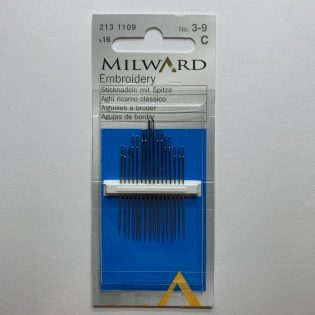 213 1109
No. 3-9
x16
C
MILWARD
Embroidery
Sticknadeln mit Spitze
Aghi ricamo classico
Aiguilles à broder
Agujas de bordar